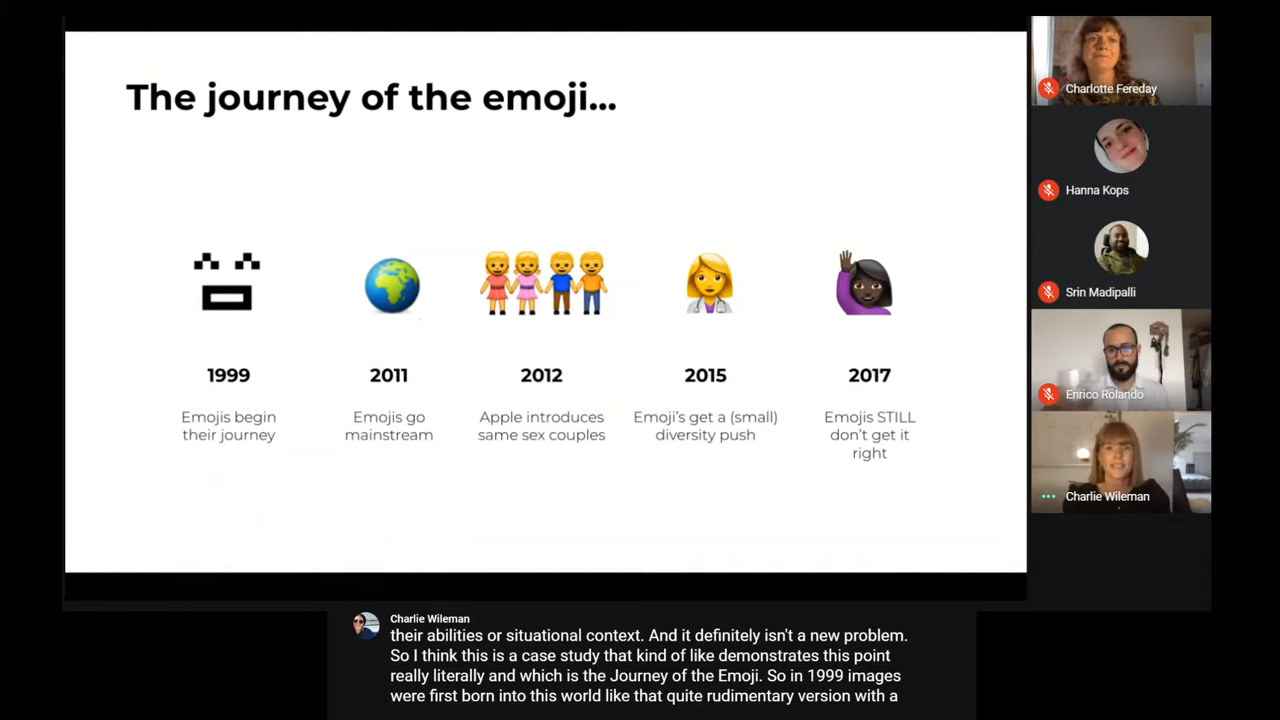 The journey of the emoji...
1999
Emojis begin
their journey
2011
Emojis go
mainstream
2012
Apple introduces
same sex couples
2015
Emoji's get a (small)
diversity push
2017
Emojis STILL
don't get it
right
Charlotte Fereday
Hanna Kops
Srin Madipalli
Enrico Rolando
Charlie Wileman
Charlie Wileman
their abilities or situational context. And it definitely isn't a new problem.
So I think this is a case study that kind of like demonstrates this point
really literally and which is the Journey of the Emoji. So in 1999 images
were first born into this world like that quite rudimentary version with a